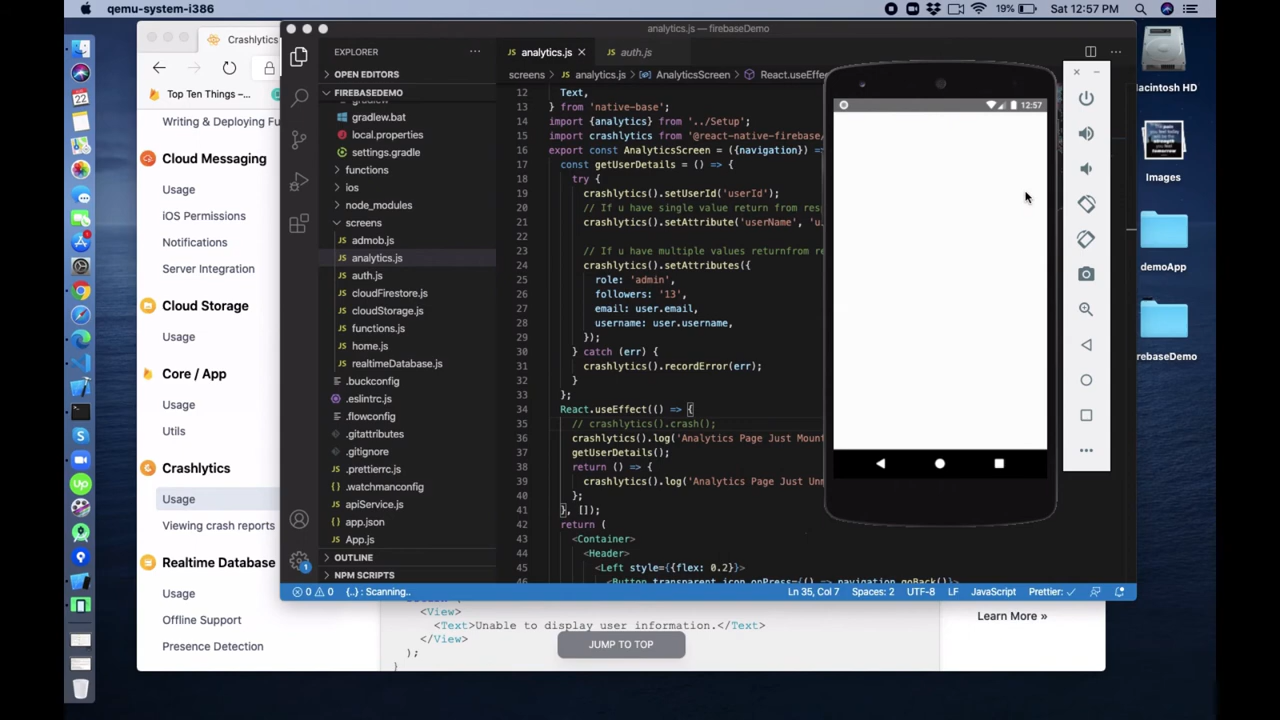 qemu-system-i386
19%
Sat 12:57 PM
Crashlytics
Top Ten Things –...
Writing & Deploying Fu
Cloud Messaging
Usage
iOS Permissions
Notifications
Server Integration
Cloud Storage
Usage
Core / App
Usage
Utils
Crashlytics
Usage
Viewing crash reports
Realtime Database
Usage
Offline Support
Presence Detection
analytics.js — firebaseDemo
EXPLORER
OPEN EDITORS
FIREBASEDEMO
gradlew
gradlew.bat
local.properties
settings.gradle
functions
ios
node_modules
screens
admob.js
analytics.js
auth.js
cloudFirestore.js
cloudStorage.js
functions.js
home.js
realtimeDatabase.js
.buckconfig
.eslintrc.js
.flowconfig
.gitattributes
.gitignore
.prettierrc.js
.watchmanconfig
apiService.js
app.json
App.js
OUTLINE
NPM SCRIPTS
analytics.js
auth.js
screens > analytics.js > AnalyticsScreen > React.useEffe
12 Text,
13 } from 'native-base';
14 import {analytics} from '../Setup';
15 import crashlytics from '@react-native-firebase/
16 export const AnalyticsScreen = ({navigation}) =>
17 const getUserDetails = () => {
18 try {
19 crashlytics().setUserId('userId');
20 // If u have single value return from res
21 crashlytics().setAttribute('userName', 'u
22
23 // If u have multiple values returnfrom re
24 crashlytics().setAttributes({
25 role: 'admin',
26 followers: '13',
27 email: user.email,
28 username: user.username,
29 });
30 } catch (err) {
31 crashlytics().recordError(err);
32 }
33 };
34 React.useEffect(() => {
35 // crashlytics().crash();
36 crashlytics().log('Analytics Page Just Mount
37 getUserDetails();
38 return () => {
39 crashlytics().log('Analytics Page Just Unm
40 };
41 }, []);
42 return (
43 <Container>
44 <Header>
45 <Left style={{flex: 0.2}}>
46 <Button transparent icon onPress={() => navigation.goBack()}>
12:57
0 0 {..} : Scanning..
Ln 35, Col 7
Spaces: 2
UTF-8
LF
JavaScript
Prettier: ✓
1
<View>
<Text>Unable to display user information.</Text>
</View>
);
}
JUMP TO TOP
Learn More »
Macintosh HD
Images
demoApp
rebaseDemo